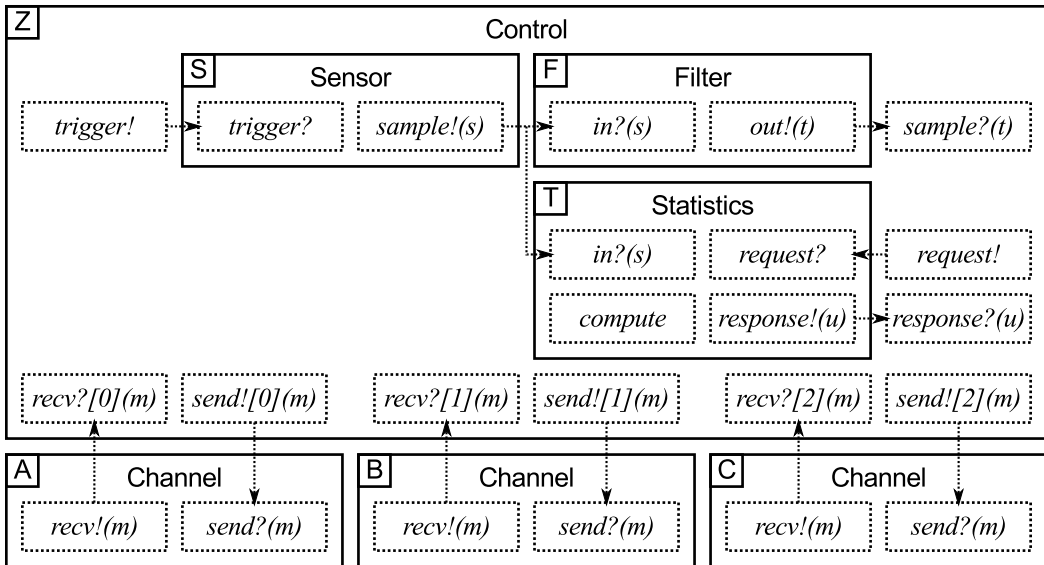 Z
Control
S
Sensor
F
Filter
trigger!
trigger?
sample!(s)
in?(s)
out!(t)
sample?(t)
T
Statistics
in?(s)
request?
request!
compute
response!(u)
response?(u)
recv?[0](m)
send![0](m)
recv?[1](m)
send![1](m)
recv?[2](m)
send![2](m)
A
Channel
B
Channel
C
Channel
recv!(m)
send?(m)
recv!(m)
send?(m)
recv!(m)
send?(m)